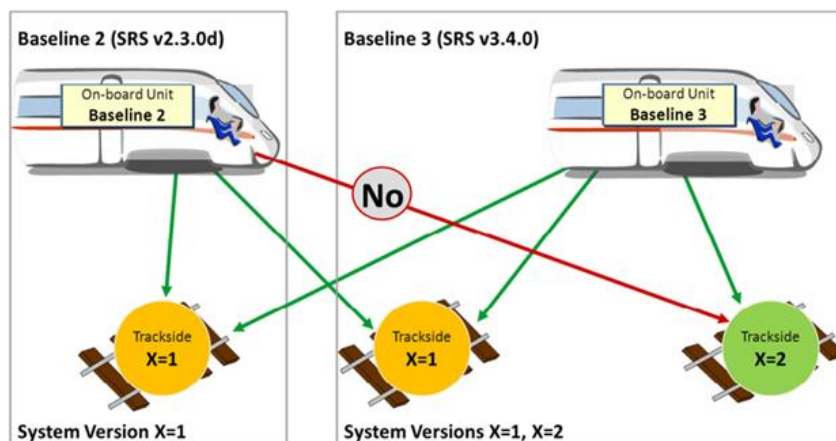 Baseline 2 (SRS v2.3.0d)
On-board Unit
Baseline 2
Baseline 3 (SRS v3.4.0)
On-board Unit
Baseline 3
No
Trackside
X=1
Trackside
X=1
Trackside
X=2
System Version X=1
System Versions X=1, X=2